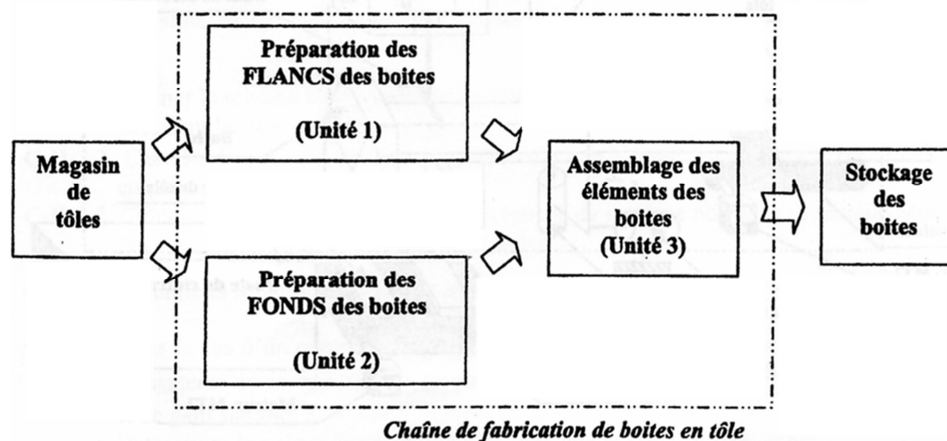 Préparation des
FLANCS des boites
(Unité 1)
Magasin
de
tôles
Assemblage des
éléments des
boites
(Unité 3)
Stockage
des
boites
Préparation des
FONDS des boites
(Unité 2)
Chaîne de fabrication de boites en tôle